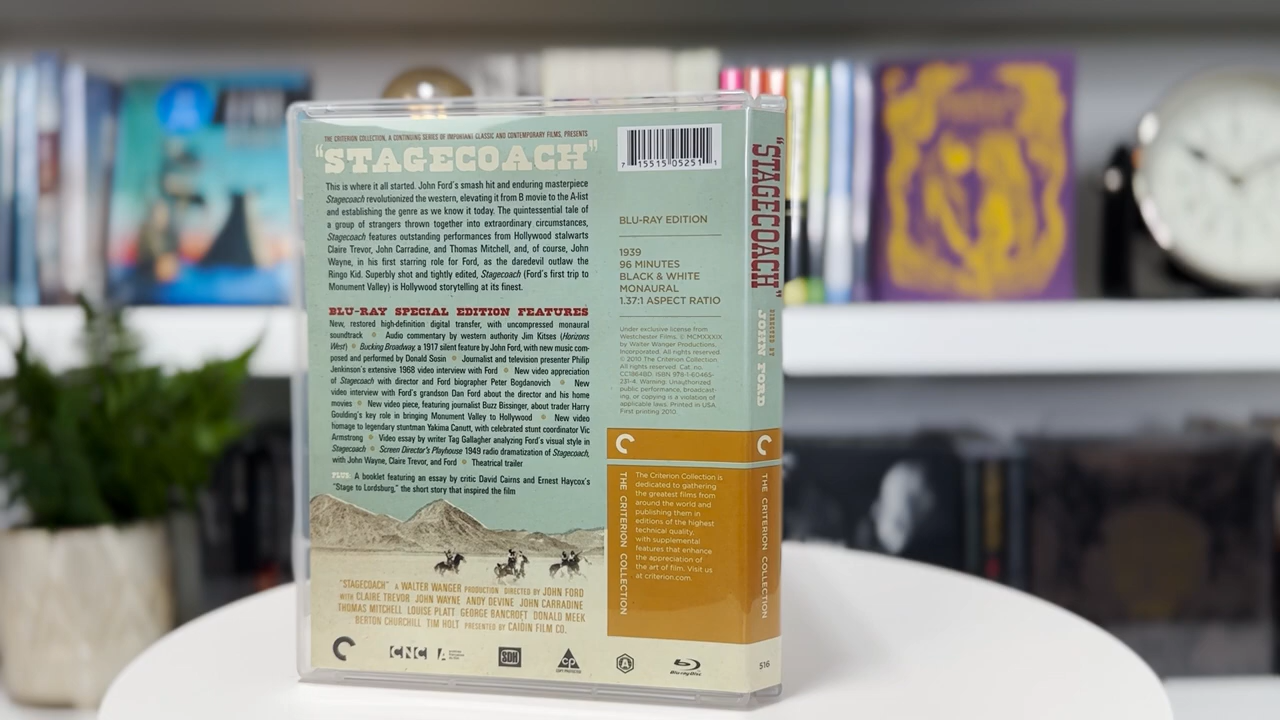 THE CRITERION COLLECTION, A CONTINUING SERIES OF IMPORTANT CLASSIC AND CONTEMPORARY FILMS, PRESENTS
"STAGECOACH"
This is where it all started. John Ford's smash hit and enduring masterpiece
Stagecoach revolutionized the western, elevating it from B movie to the A-list
and establishing the genre as we know it today. The quintessential tale of
a group of strangers thrown together into extraordinary circumstances,
Stagecoach features outstanding performances from Hollywood stalwarts
Claire Trevor, John Carradine, and Thomas Mitchell, and, of course, John
Wayne, in his first starring role for Ford, as the daredevil outlaw the
Ringo Kid. Superbly shot and tightly edited, Stagecoach (Ford's first trip to
Monument Valley) is Hollywood storytelling at its finest.
BLU-RAY SPECIAL EDITION FEATURES
New, restored high-definition digital transfer, with uncompressed monaural
soundtrack • Audio commentary by western authority Jim Kitses (Horizons
West) • Bucking Broadway, a 1917 silent feature by John Ford, with new music com-
posed and performed by Donald Sosin • Journalist and television presenter Philip
Jenkinson's extensive 1968 video interview with Ford • New video appreciation
of Stagecoach with director and Ford biographer Peter Bogdanovich • New
video interview with Ford's grandson Dan Ford about the director and his home
movies • New video piece, featuring journalist Buzz Bissinger, about trader Harry
Goulding's key role in bringing Monument Valley to Hollywood • New video
homage to legendary stuntman Yakima Canutt, with celebrated stunt coordinator Vic
Armstrong • Video essay by writer Tag Gallagher analyzing Ford's visual style in
Stagecoach • Screen Director's Playhouse 1949 radio dramatization of Stagecoach,
with John Wayne, Claire Trevor, and Ford • Theatrical trailer
PLUS: A booklet featuring an essay by critic David Cairns and Ernest Haycox's
"Stage to Lordsburg," the short story that inspired the film
"STAGECOACH" A WALTER WANGER PRODUCTION DIRECTED BY JOHN FORD
WITH CLAIRE TREVOR JOHN WAYNE ANDY DEVINE JOHN CARRADINE
THOMAS MITCHELL LOUISE PLATT GEORGE BANCROFT DONALD MEEK
BERTON CHURCHILL TIM HOLT PRESENTED BY CAIDIN FILM CO.
CNC
SDH
CP
A
Blu-ray Disc
7 15515 05251 1
BLU-RAY EDITION
1939
96 MINUTES
BLACK & WHITE
MONAURAL
1.37:1 ASPECT RATIO
Under exclusive license from
Westchester Films. © MCMXXXIX
by Walter Wanger Productions,
Incorporated. All rights reserved.
© 2010 The Criterion Collection.
Cat. no. CC1864BD. ISBN 978-1-60465-
231-4. Warning: Unauthorized
public performance, broadcast-
ing, or copying is a violation of
applicable laws. Printed in USA.
First printing 2010.
THE CRITERION COLLECTION
The Criterion Collection is
dedicated to gathering
the greatest films from
around the world and
publishing them in
editions of the highest
technical quality,
with supplemental
features that enhance
the appreciation of
the art of film. Visit us
at criterion.com.
"STAGECOACH"
DIRECTED BY
JOHN FORD
THE CRITERION COLLECTION
516